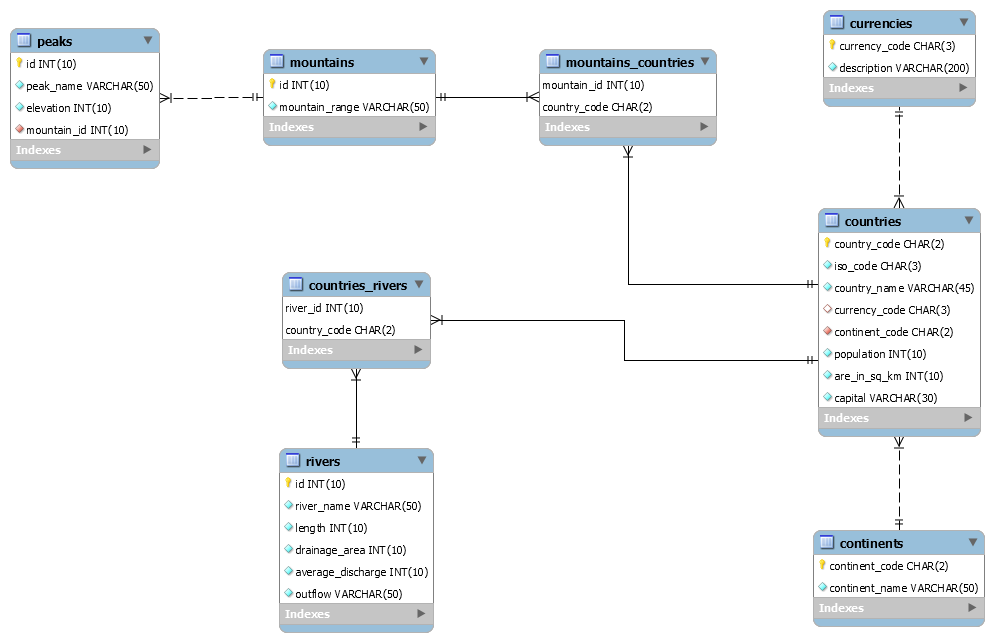 peaks
id INT(10)
peak_name VARCHAR(50)
elevation INT(10)
mountain_id INT(10)
Indexes
mountains
id INT(10)
mountain_range VARCHAR(50)
Indexes
mountains_countries
mountain_id INT(10)
country_code CHAR(2)
Indexes
currencies
currency_code CHAR(3)
description VARCHAR(200)
Indexes
countries
country_code CHAR(2)
iso_code CHAR(3)
country_name VARCHAR(45)
currency_code CHAR(3)
continent_code CHAR(2)
population INT(10)
are_in_sq_km INT(10)
capital VARCHAR(30)
Indexes
countries_rivers
river_id INT(10)
country_code CHAR(2)
Indexes
rivers
id INT(10)
river_name VARCHAR(50)
length INT(10)
drainage_area INT(10)
average_discharge INT(10)
outflow VARCHAR(50)
Indexes
continents
continent_code CHAR(2)
continent_name VARCHAR(50)
Indexes